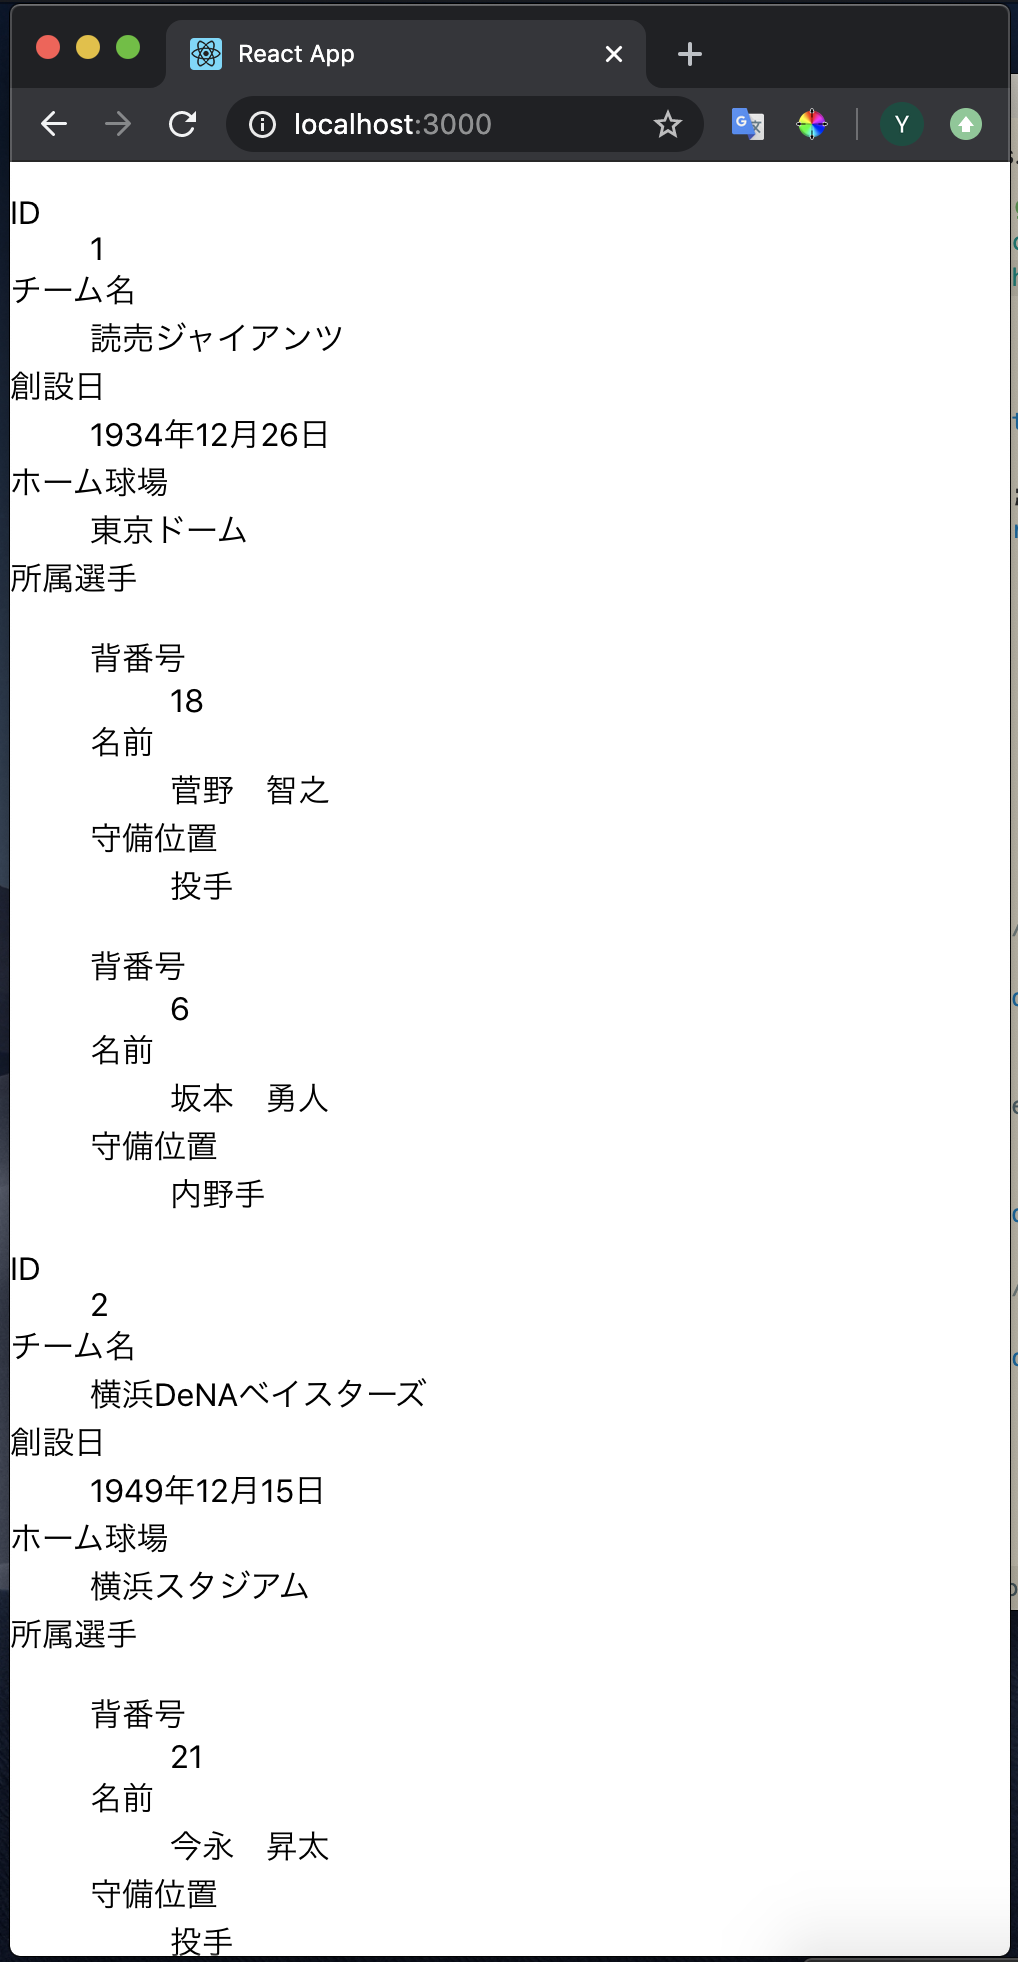 React App
localhost:3000
Y
ID
1
チーム名
読売ジャイアンツ
創設日
1934年12月26日
ホーム球場
東京ドーム
所属選手
背番号
18
名前
菅野　智之
守備位置
投手
背番号
6
名前
坂本　勇人
守備位置
内野手
ID
2
チーム名
横浜DeNAベイスターズ
創設日
1949年12月15日
ホーム球場
横浜スタジアム
所属選手
背番号
21
名前
今永　昇太
守備位置
投手